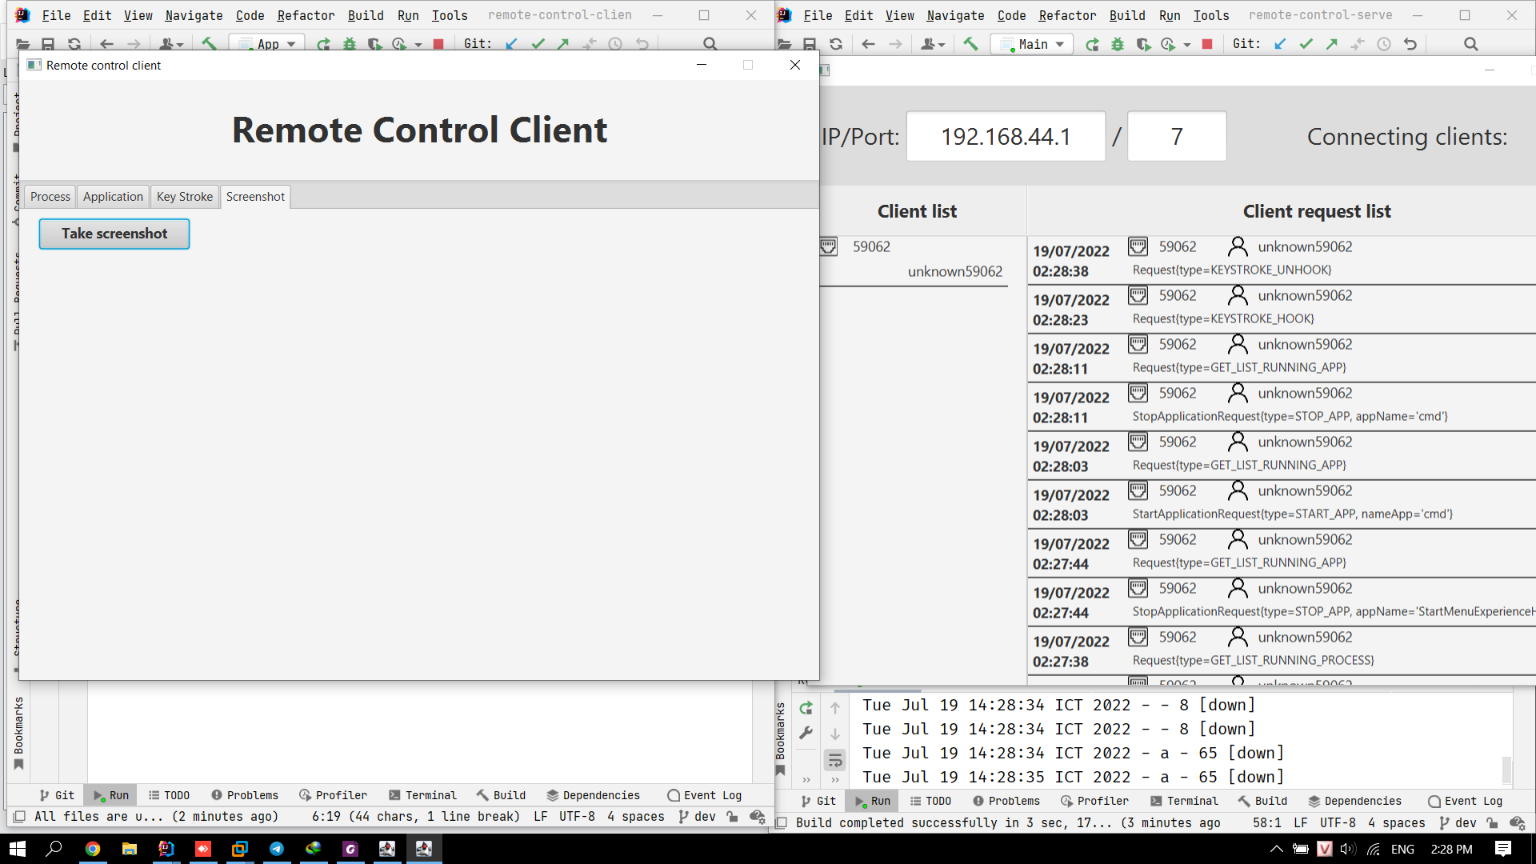 File Edit View Navigate Code Refactor Build Run Tools remote-control-clien
App Git:
Remote control client
Remote Control Client
Process Application Key Stroke Screenshot
Take screenshot
Bookmarks
Git Run TODO Problems Profiler Terminal Build Dependencies Event Log
All files are u... (2 minutes ago) 6:19 (44 chars, 1 line break) LF UTF-8 4 spaces dev
File Edit View Navigate Code Refactor Build Run Tools remote-control-serve
Main Git:
IP/Port: 192.168.44.1 / 7 Connecting clients:
Client list Client request list
59062
unknown59062
19/07/2022 59062 unknown59062
02:28:38 Request{type=KEYSTROKE_UNHOOK}
19/07/2022 59062 unknown59062
02:28:23 Request{type=KEYSTROKE_HOOK}
19/07/2022 59062 unknown59062
02:28:11 Request{type=GET_LIST_RUNNING_APP}
19/07/2022 59062 unknown59062
02:28:11 StopApplicationRequest{type=STOP_APP, appName='cmd'}
19/07/2022 59062 unknown59062
02:28:03 Request{type=GET_LIST_RUNNING_APP}
19/07/2022 59062 unknown59062
02:28:03 StartApplicationRequest{type=START_APP, nameApp='cmd'}
19/07/2022 59062 unknown59062
02:27:44 Request{type=GET_LIST_RUNNING_APP}
19/07/2022 59062 unknown59062
02:27:44 StopApplicationRequest{type=STOP_APP, appName='StartMenuExperienceH
19/07/2022 59062 unknown59062
02:27:38 Request{type=GET_LIST_RUNNING_PROCESS}
Bookmarks
Tue Jul 19 14:28:34 ICT 2022 - - 8 [down]
Tue Jul 19 14:28:34 ICT 2022 - - 8 [down]
Tue Jul 19 14:28:34 ICT 2022 - a - 65 [down]
Tue Jul 19 14:28:35 ICT 2022 - a - 65 [down]
Git Run TODO Problems Profiler Terminal Build Dependencies Event Log
Build completed successfully in 3 sec, 17... (3 minutes ago 58:1 LF UTF-8 4 spaces dev
ENG 2:28 PM